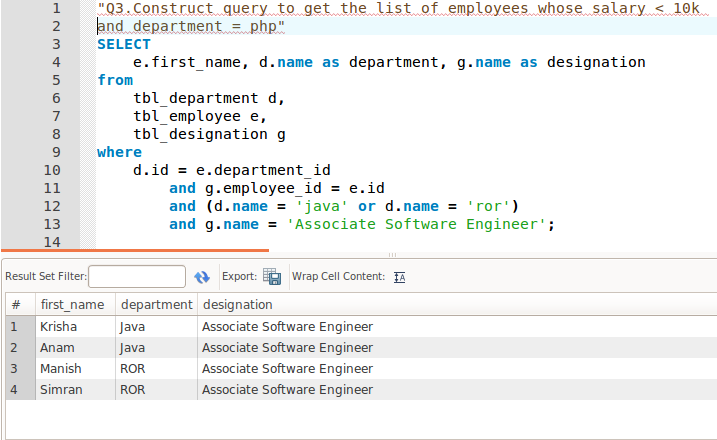 1 "Q3.Construct query to get the list of employees whose salary < 10k
2 and department = php"
3 SELECT
4 e.first_name, d.name as department, g.name as designation
5 from
6 tbl_department d,
7 tbl_employee e,
8 tbl_designation g
9 where
10 d.id = e.department_id
11 and g.employee_id = e.id
12 and (d.name = 'java' or d.name = 'ror')
13 and g.name = 'Associate Software Engineer';
14
Result Set Filter: Export: Wrap Cell Content: IA
# first_name department designation
1 Krisha Java Associate Software Engineer
2 Anam Java Associate Software Engineer
3 Manish ROR Associate Software Engineer
4 Simran ROR Associate Software Engineer